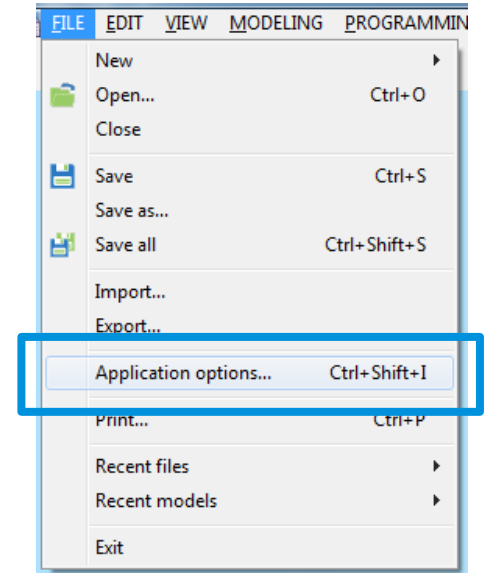 FILE EDIT VIEW MODELING PROGRAMMIN
New
Open... Ctrl+O
Close
Save Ctrl+S
Save as...
Save all Ctrl+Shift+S
Import...
Export...
Application options... Ctrl+Shift+I
Print... Ctrl+P
Recent files
Recent models
Exit